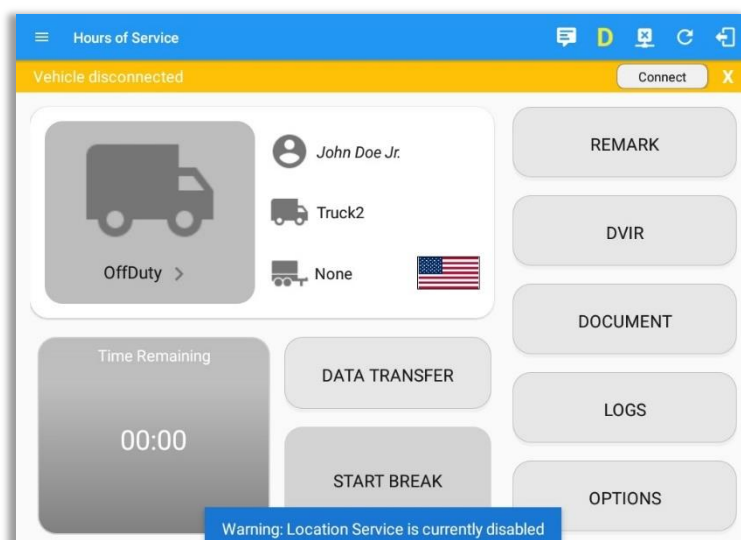 Hours of Service
D
Vehicle disconnected
Connect
X
John Doe Jr.
Truck2
OffDuty
None
REMARK
DVIR
DOCUMENT
LOGS
OPTIONS
Time Remaining
00:00
DATA TRANSFER
START BREAK
Warning: Location Service is currently disabled